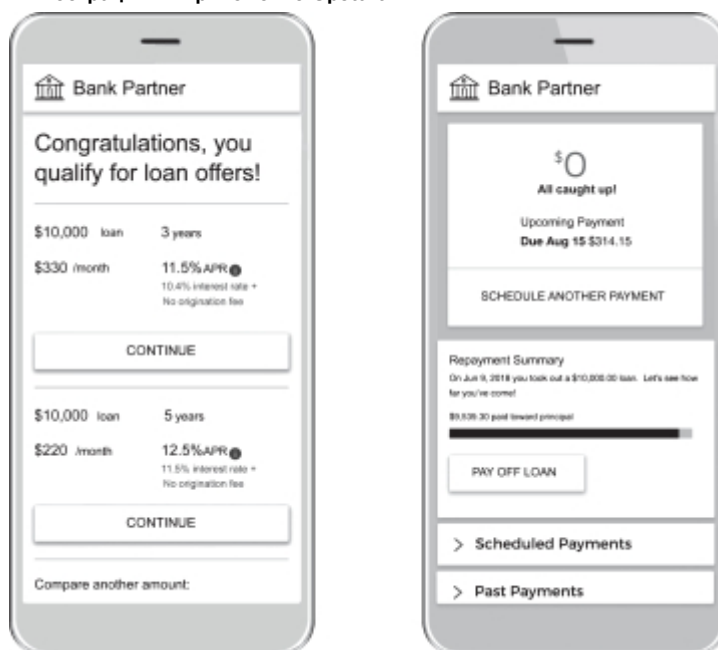 Bank Partner
Congratulations, you
qualify for loan offers!
$10,000 loan 3 years
$330 /month 11.5% APR
10.4% interest rate +
No origination fee
CONTINUE
$10,000 loan 5 years
$220 /month 12.5% APR
11.5% interest rate +
No origination fee
CONTINUE
Compare another amount:
Bank Partner
$0
All caught up!
Upcoming Payment
Due Aug 15 $314.15
SCHEDULE ANOTHER PAYMENT
Repayment Summary
On Jun 9, 2018 you took out a $10,000.00 loan. Let's see how
far you've come!
$9,539.30 paid toward principal
PAY OFF LOAN
Scheduled Payments
Past Payments